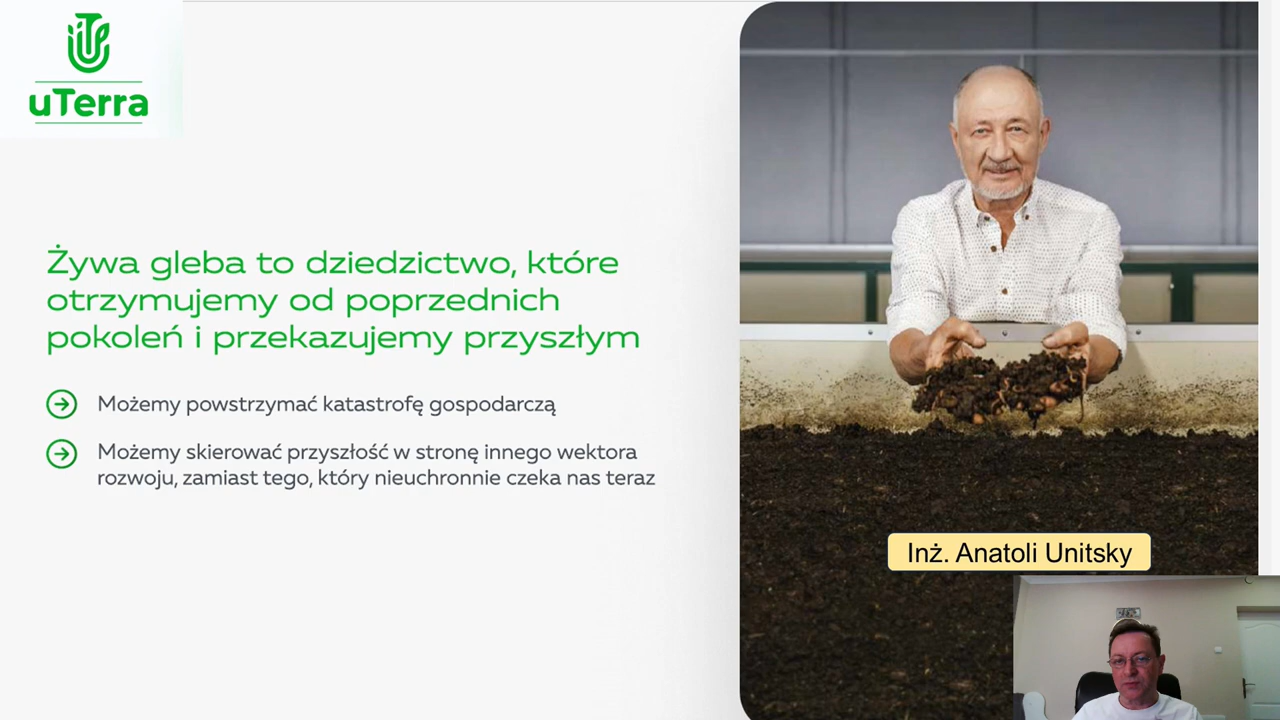 uTerra
Żywa gleba to dziedzictwo, które
otrzymujemy od poprzednich
pokoleń i przekazujemy przyszłym
Możemy powstrzymać katastrofę gospodarczą
Możemy skierować przyszłość w stronę innego wektora
rozwoju, zamiast tego, który nieuchronnie czeka nas teraz
Inż. Anatoli Unitsky